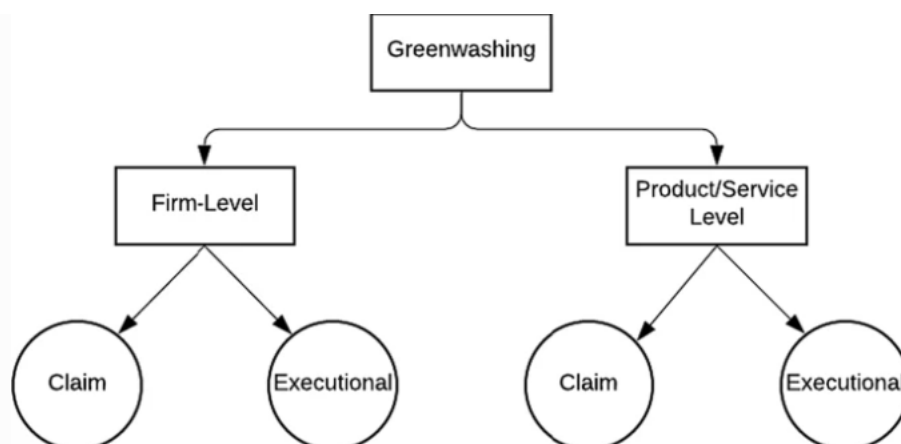 Greenwashing
Firm-Level
Product/Service
Level
Claim
Executional
Claim
Executional